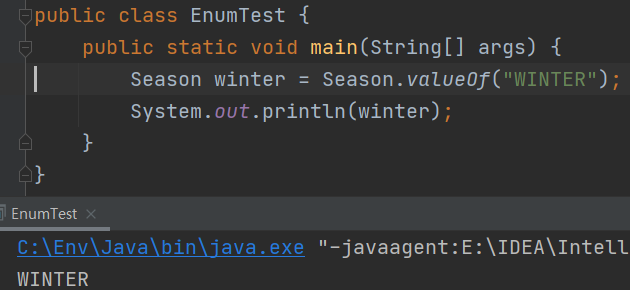 public class EnumTest {
public static void main(String[] args) {
Season winter = Season.valueOf("WINTER");
System.out.println(winter);
}
}
EnumTest ×
C:\Env\Java\bin\java.exe "-javaagent:E:\IDEA\Intell
WINTER